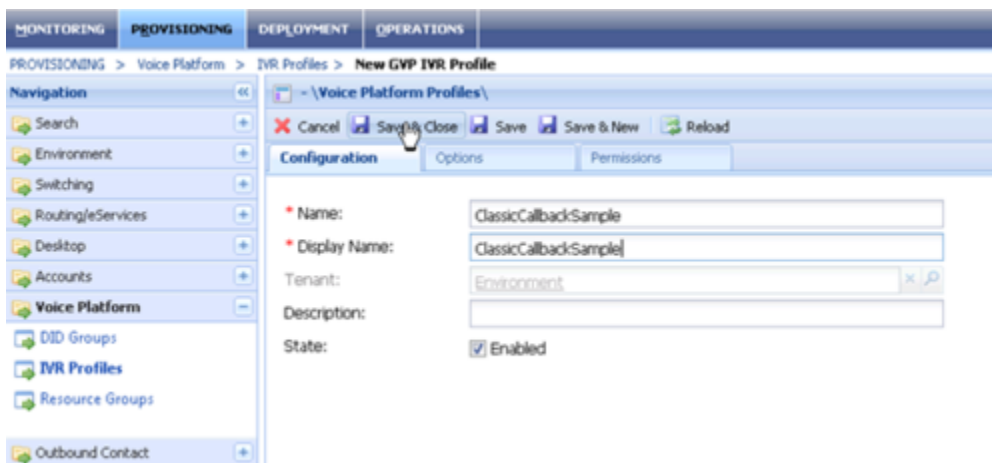 MONITORING PROVISIONING DEPLOYMENT OPERATIONS
PROVISIONING > Voice Platform > IVR Profiles > New GVP IVR Profile
Navigation «
- \Voice Platform Profiles\
Search +
Cancel Save & Close Save Save & New Reload
Environment +
Configuration Options Permissions
Switching +
Routing/eServices +
* Name: ClassicCallbackSample
Desktop +
* Display Name: ClassicCallbackSample
Accounts +
Tenant: Environment
Voice Platform −
Description:
DID Groups
State: Enabled
IVR Profiles
Resource Groups
Outbound Contact +